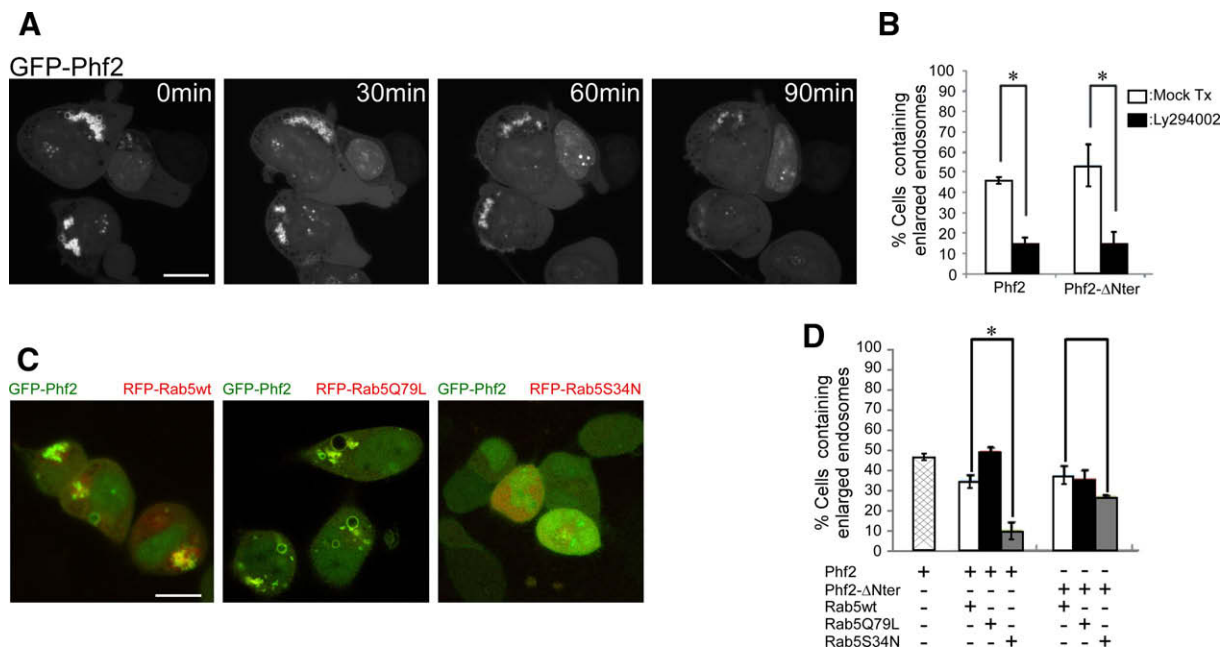 A
GFP-Phf2
0min
30min
60min
90min
B
% Cells containing
enlarged endosomes
100
90
80
70
60
50
40
30
20
10
0
*
*
:Mock Tx
:Ly294002
Phf2
Phf2-ΔNter
C
GFP-Phf2 RFP-Rab5wt
GFP-Phf2 RFP-Rab5Q79L
GFP-Phf2 RFP-Rab5S34N
D
% Cells containing
enlarged endosomes
100
90
80
70
60
50
40
30
20
10
0
*
Phf2 + + + + - - -
Phf2-ΔNter - - - - + + +
Rab5wt - + - - + - -
Rab5Q79L - - + - - + -
Rab5S34N - - - + - - +